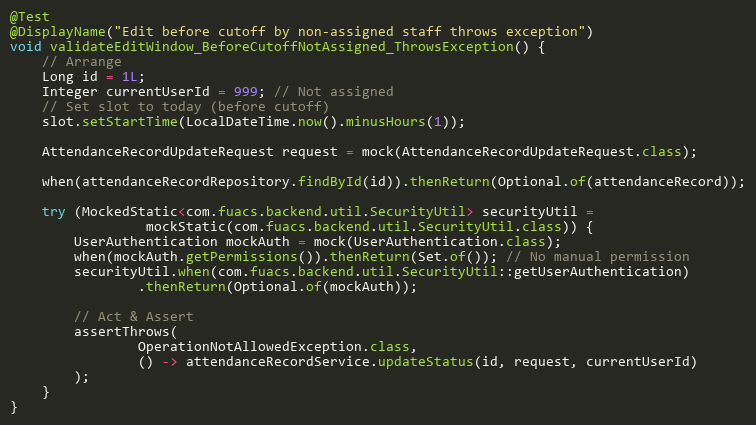 @Test
@DisplayName("Edit before cutoff by non-assigned staff throws exception")
void validateEditWindow_BeforeCutoffNotAssigned_ThrowsException() {
    // Arrange
    Long id = 1L;
    Integer currentUserId = 999; // Not assigned
    // Set slot to today (before cutoff)
    slot.setStartTime(LocalDateTime.now().minusHours(1));

    AttendanceRecordUpdateRequest request = mock(AttendanceRecordUpdateRequest.class);

    when(attendanceRecordRepository.findById(id)).thenReturn(Optional.of(attendanceRecord));

    try (MockedStatic<com.fuacs.backend.util.SecurityUtil> securityUtil =
                 mockStatic(com.fuacs.backend.util.SecurityUtil.class)) {
        UserAuthentication mockAuth = mock(UserAuthentication.class);
        when(mockAuth.getPermissions()).thenReturn(Set.of()); // No manual permission
        securityUtil.when(com.fuacs.backend.util.SecurityUtil::getUserAuthentication)
                .thenReturn(Optional.of(mockAuth));

        // Act & Assert
        assertThrows(
                OperationNotAllowedException.class,
                () -> attendanceRecordService.updateStatus(id, request, currentUserId)
        );
    }
}